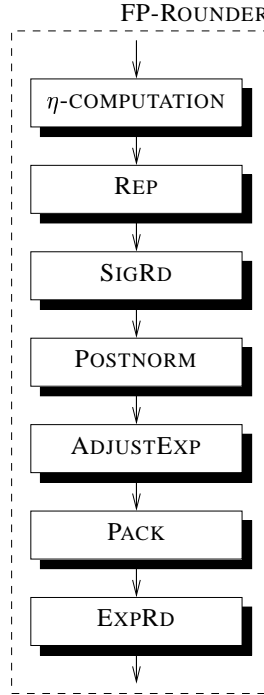 FP-ROUNDER
η-COMPUTATION
REP
SIGRD
POSTNORM
ADJUSTEXP
PACK
EXPRD